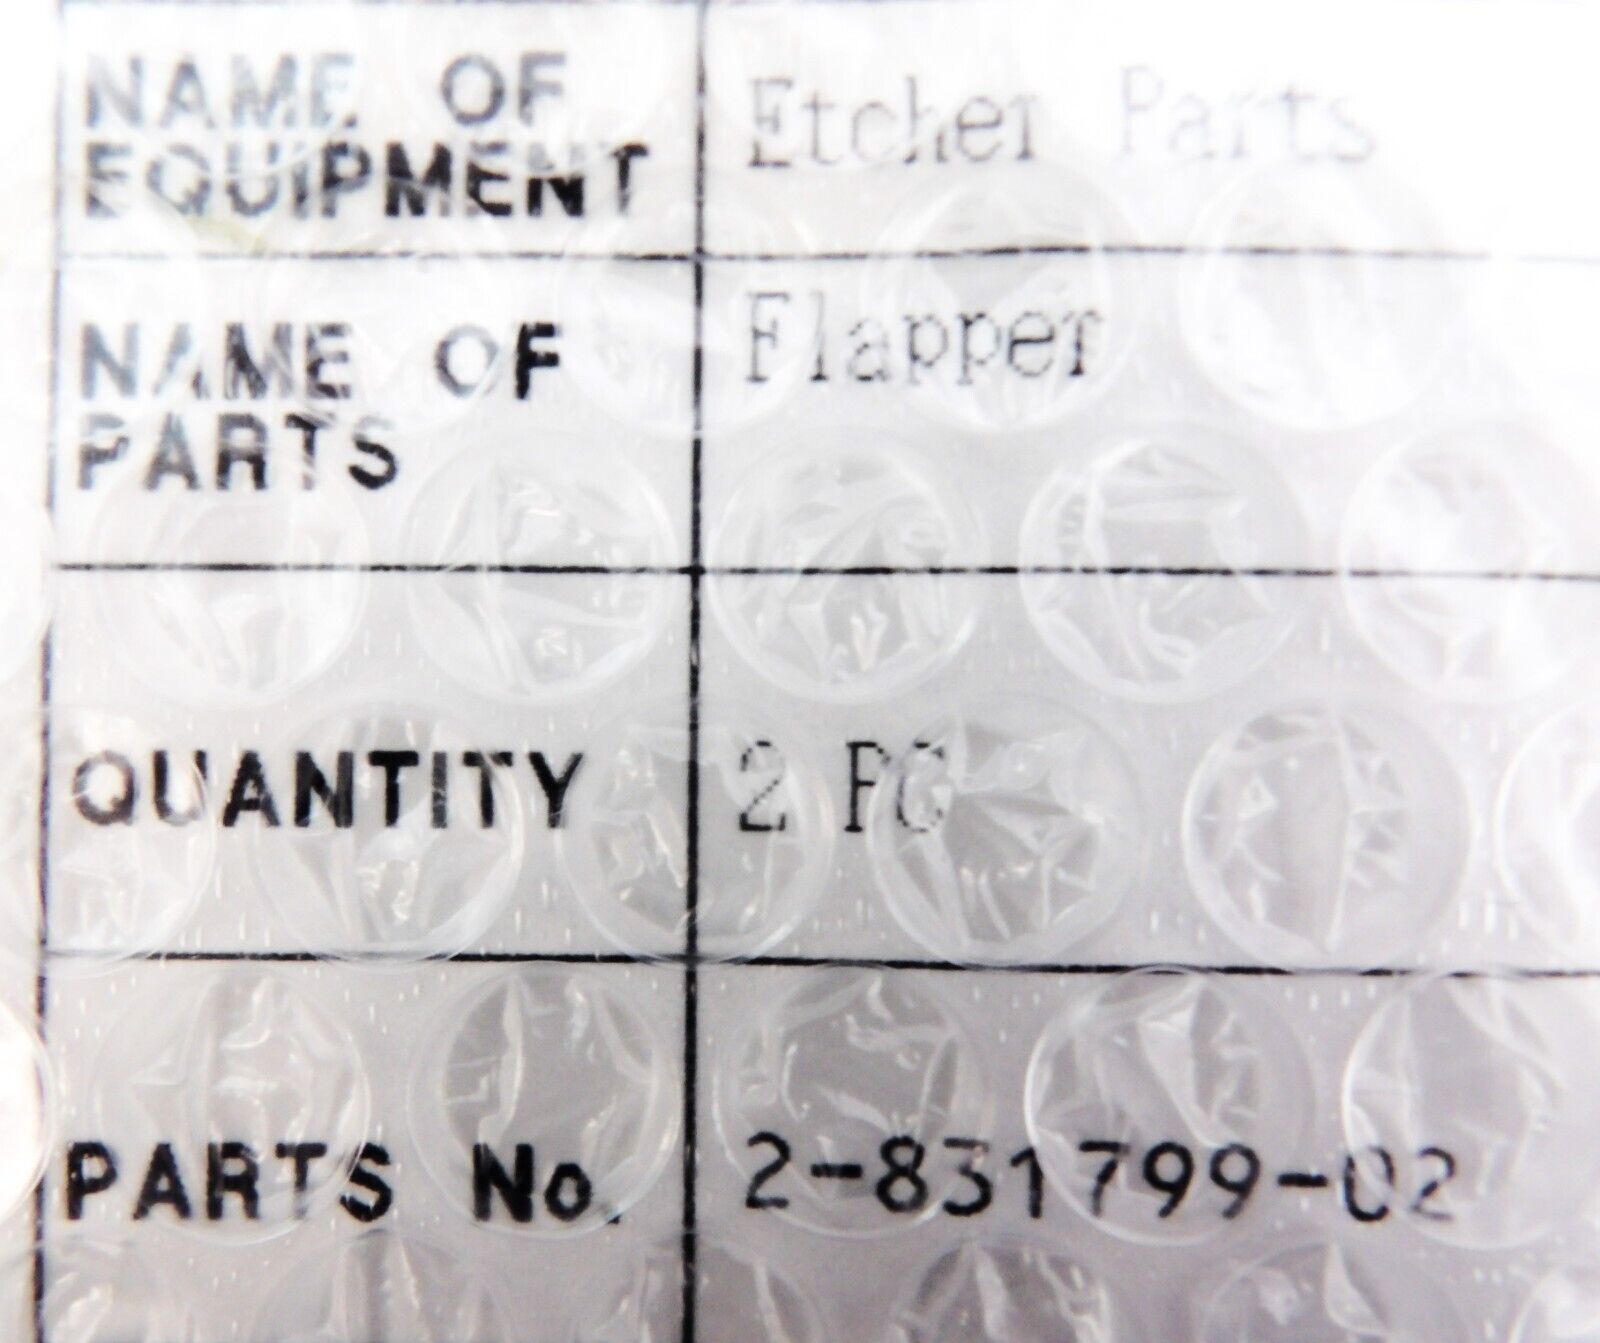 NAME OF
EQUIPMENT
Etcher Parts
NAME OF
PARTS
Flapper
QUANTITY
2 PC
PARTS No.
2-831799-02